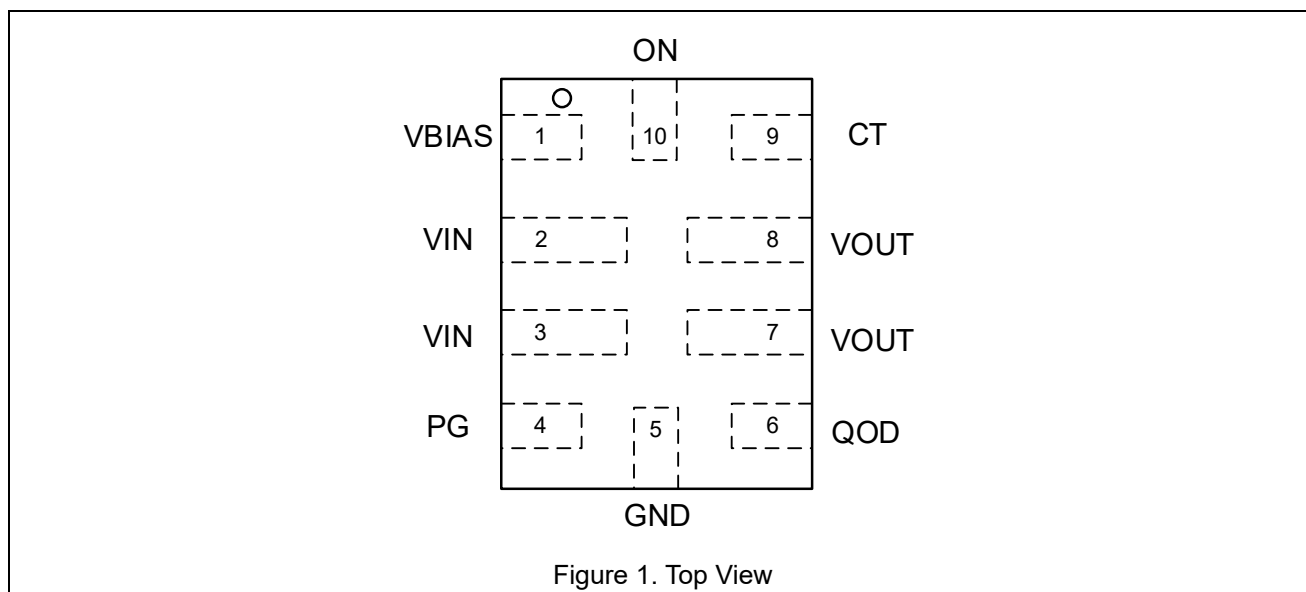 ON
VBIAS 1 10 9 CT
VIN 2 8 VOUT
VIN 3 7 VOUT
PG 4 5 6 QOD
GND
Figure 1. Top View